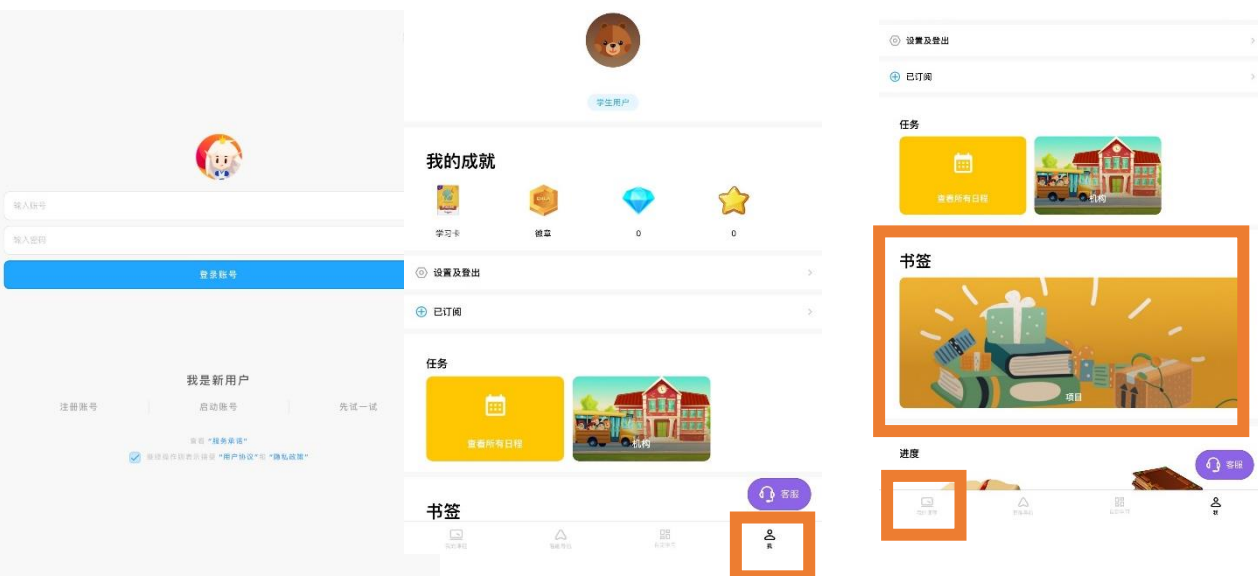 输入账号
输入密码
登录账号
我是新用户
注册账号
启动账号
先试一试
查看 "服务承诺"
"用户协议"和 "隐私政策"
学生用户
我的成就
学习卡
徽章
0
0
设置及登出
已订阅
任务
查看所有日程
机构
书签
客服
我
设置及登出
已订阅
任务
查看所有日程
机构
书签
项目
进度
客服
我